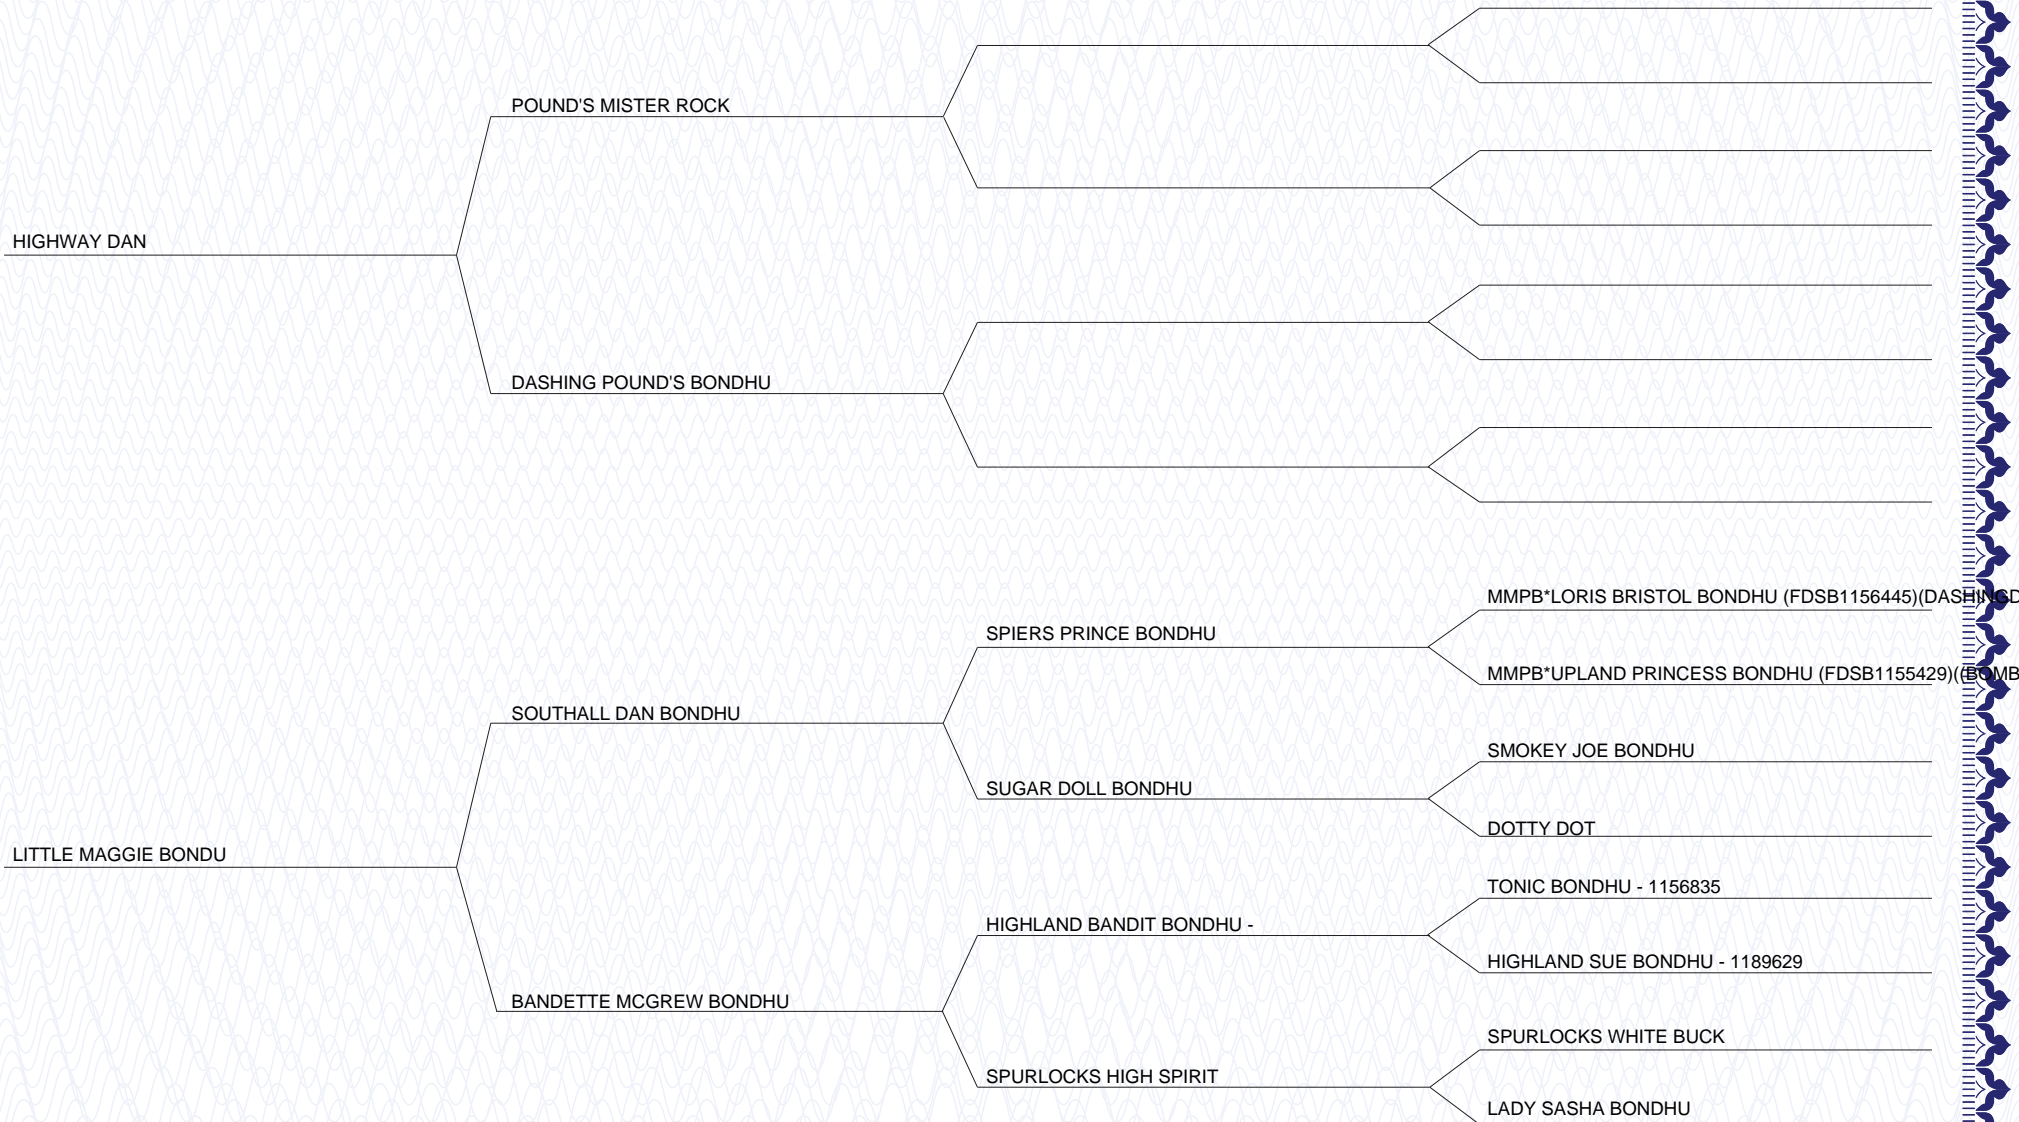 POUND'S MISTER ROCK
HIGHWAY DAN
DASHING POUND'S BONDHU
MMPB*LORIS BRISTOL BONDHU (FDSB1156445)(DASHINGD
SPIERS PRINCE BONDHU
MMPB*UPLAND PRINCESS BONDHU (FDSB1155429)((BOMB
SOUTHALL DAN BONDHU
SMOKEY JOE BONDHU
SUGAR DOLL BONDHU
DOTTY DOT
LITTLE MAGGIE BONDU
TONIC BONDHU - 1156835
HIGHLAND BANDIT BONDHU -
HIGHLAND SUE BONDHU - 1189629
BANDETTE MCGREW BONDHU
SPURLOCKS WHITE BUCK
SPURLOCKS HIGH SPIRIT
LADY SASHA BONDHU